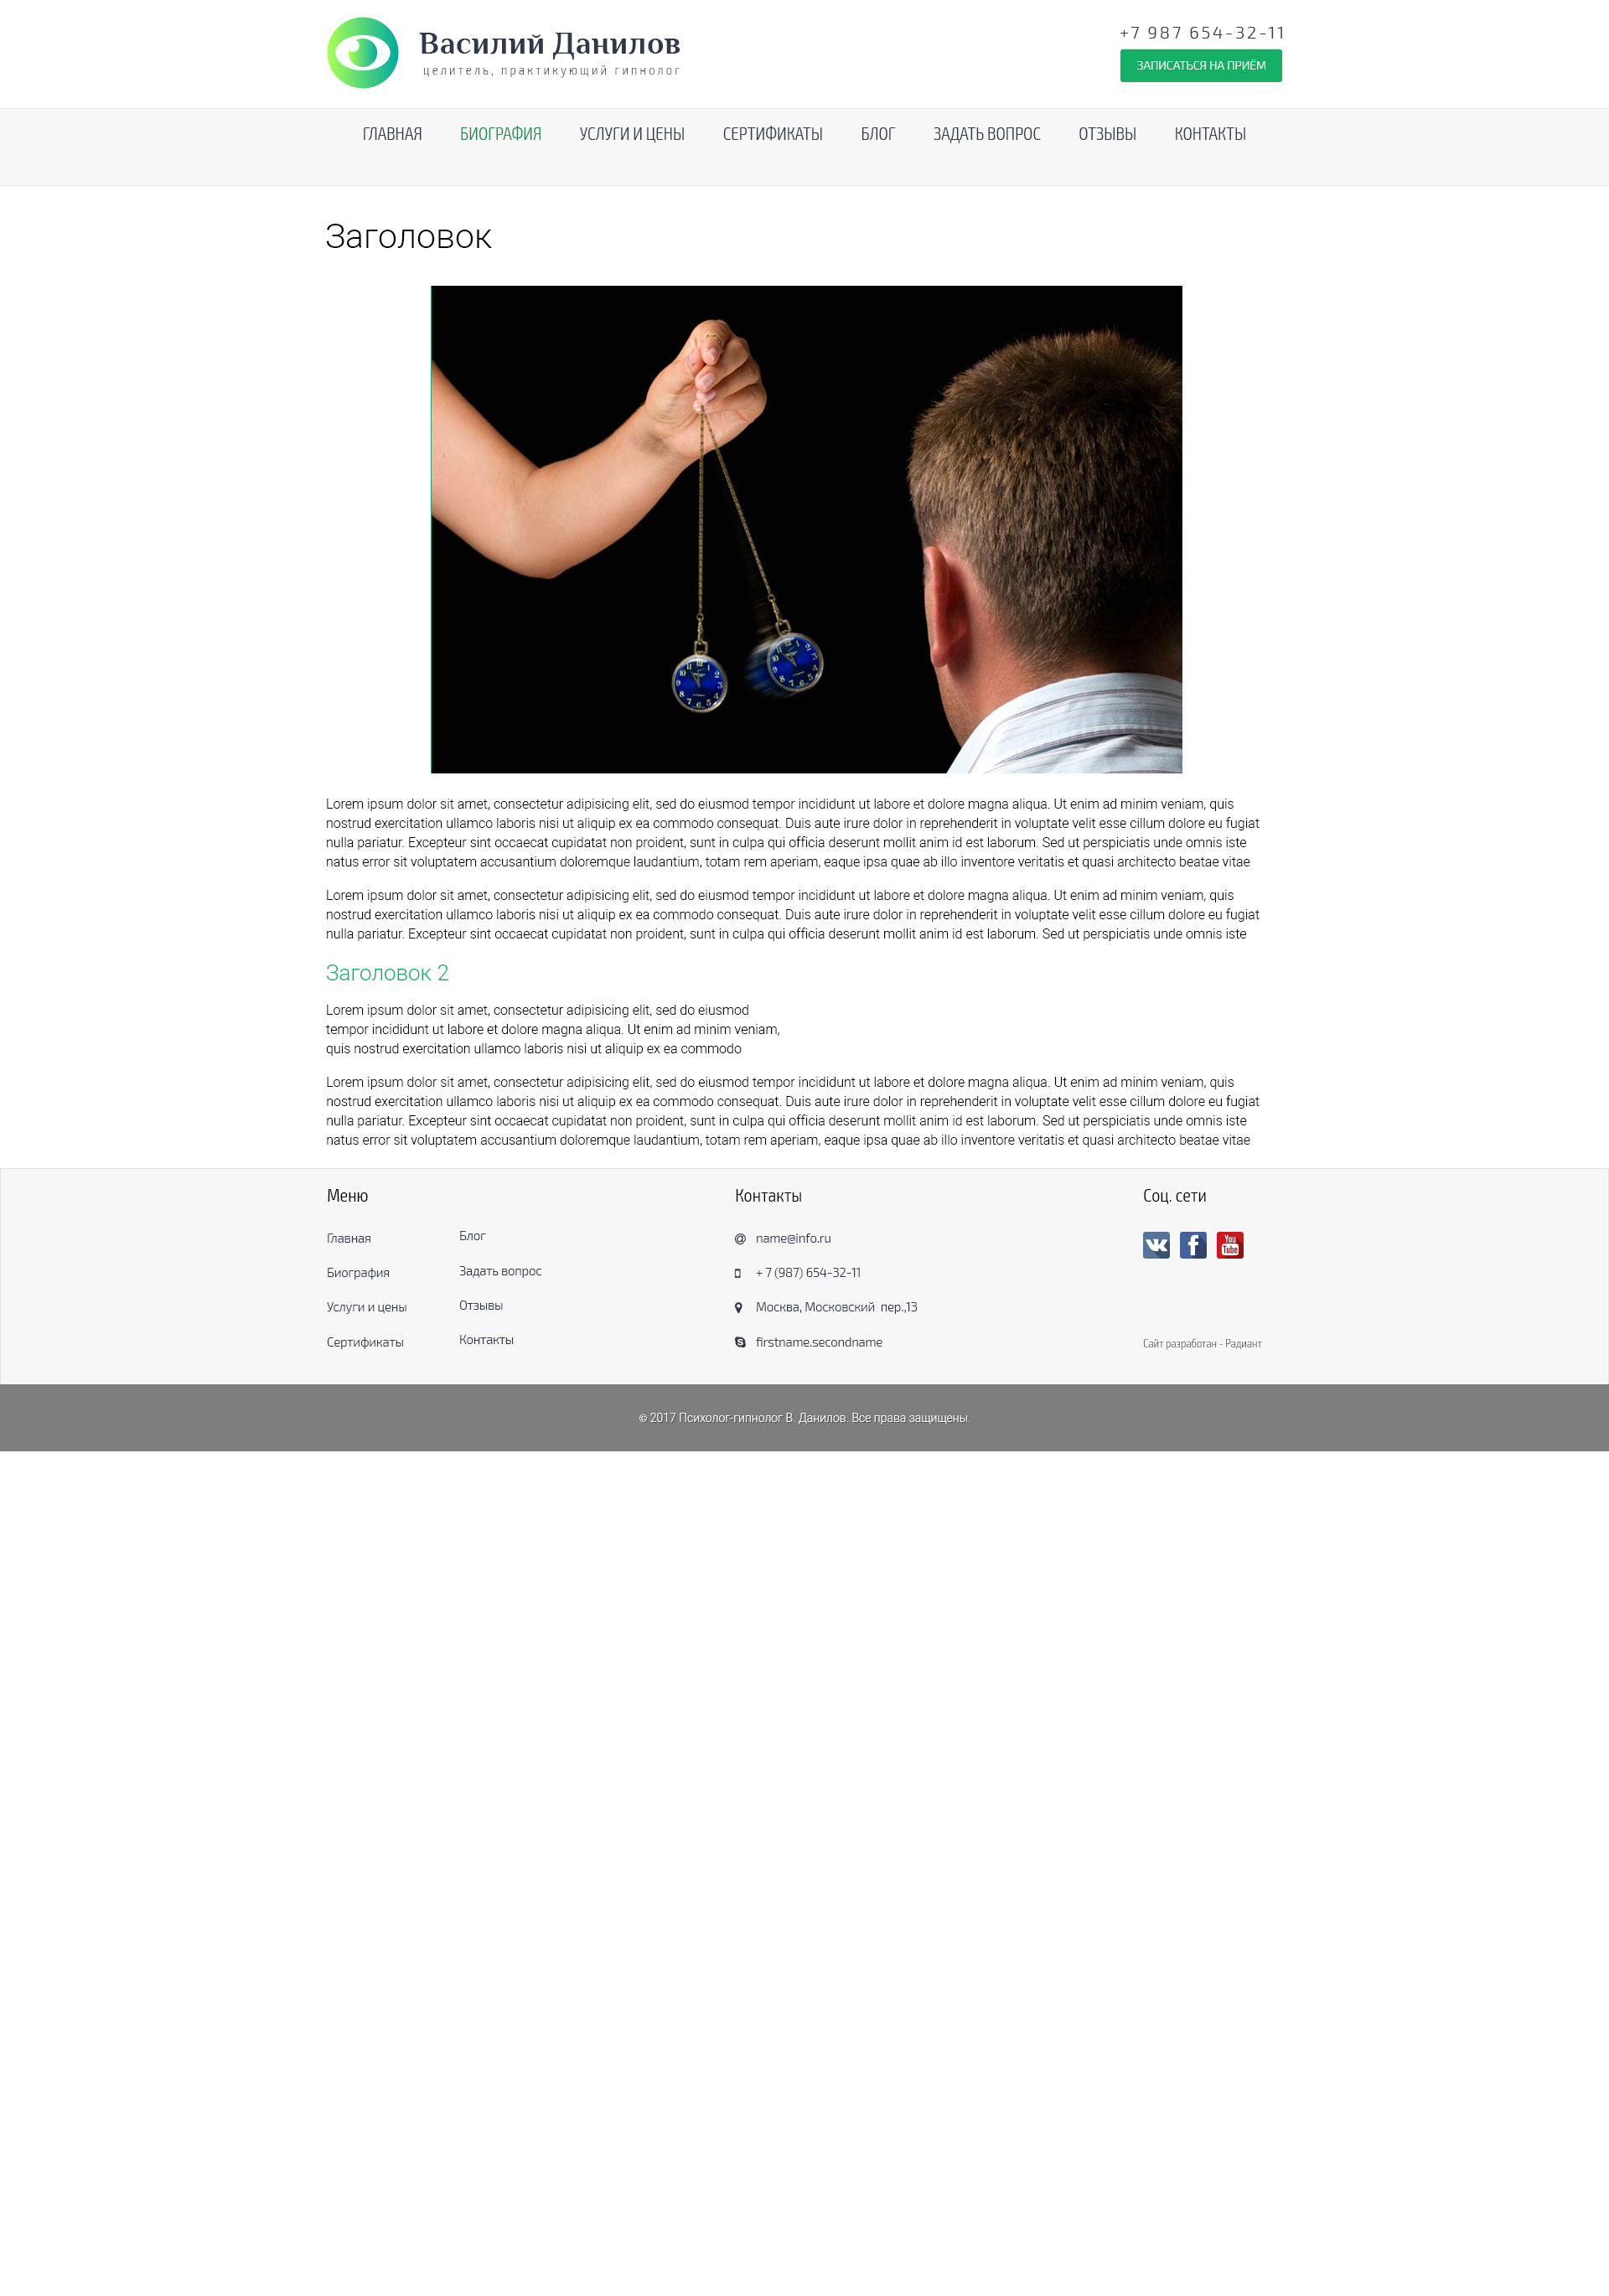 Василий Данилов
целитель, практикующий гипнолог
+7 987 654-32-11
ЗАПИСАТЬСЯ НА ПРИЁМ
ГЛАВНАЯ БИОГРАФИЯ УСЛУГИ И ЦЕНЫ СЕРТИФИКАТЫ БЛОГ ЗАДАТЬ ВОПРОС ОТЗЫВЫ КОНТАКТЫ
Заголовок
Lorem ipsum dolor sit amet, consectetur adipisicing elit, sed do eiusmod tempor incididunt ut labore et dolore magna aliqua. Ut enim ad minim veniam, quis
nostrud exercitation ullamco laboris nisi ut aliquip ex ea commodo consequat. Duis aute irure dolor in reprehenderit in voluptate velit esse cillum dolore eu fugiat
nulla pariatur. Excepteur sint occaecat cupidatat non proident, sunt in culpa qui officia deserunt mollit anim id est laborum. Sed ut perspiciatis unde omnis iste
natus error sit voluptatem accusantium doloremque laudantium, totam rem aperiam, eaque ipsa quae ab illo inventore veritatis et quasi architecto beatae vitae
Lorem ipsum dolor sit amet, consectetur adipisicing elit, sed do eiusmod tempor incididunt ut labore et dolore magna aliqua. Ut enim ad minim veniam, quis
nostrud exercitation ullamco laboris nisi ut aliquip ex ea commodo consequat. Duis aute irure dolor in reprehenderit in voluptate velit esse cillum dolore eu fugiat
nulla pariatur. Excepteur sint occaecat cupidatat non proident, sunt in culpa qui officia deserunt mollit anim id est laborum. Sed ut perspiciatis unde omnis iste
Заголовок 2
Lorem ipsum dolor sit amet, consectetur adipisicing elit, sed do eiusmod
tempor incididunt ut labore et dolore magna aliqua. Ut enim ad minim veniam,
quis nostrud exercitation ullamco laboris nisi ut aliquip ex ea commodo
Lorem ipsum dolor sit amet, consectetur adipisicing elit, sed do eiusmod tempor incididunt ut labore et dolore magna aliqua. Ut enim ad minim veniam, quis
nostrud exercitation ullamco laboris nisi ut aliquip ex ea commodo consequat. Duis aute irure dolor in reprehenderit in voluptate velit esse cillum dolore eu fugiat
nulla pariatur. Excepteur sint occaecat cupidatat non proident, sunt in culpa qui officia deserunt mollit anim id est laborum. Sed ut perspiciatis unde omnis iste
natus error sit voluptatem accusantium doloremque laudantium, totam rem aperiam, eaque ipsa quae ab illo inventore veritatis et quasi architecto beatae vitae
Меню
Главная
Биография
Услуги и цены
Сертификаты
Блог
Задать вопрос
Отзывы
Контакты
Контакты
name@info.ru
+ 7 (987) 654-32-11
Москва, Московский пер.,13
firstname.secondname
Соц. сети
You
Tube
Сайт разработан - Радиант
© 2017 Психолог-гипнолог В. Данилов. Все права защищены.